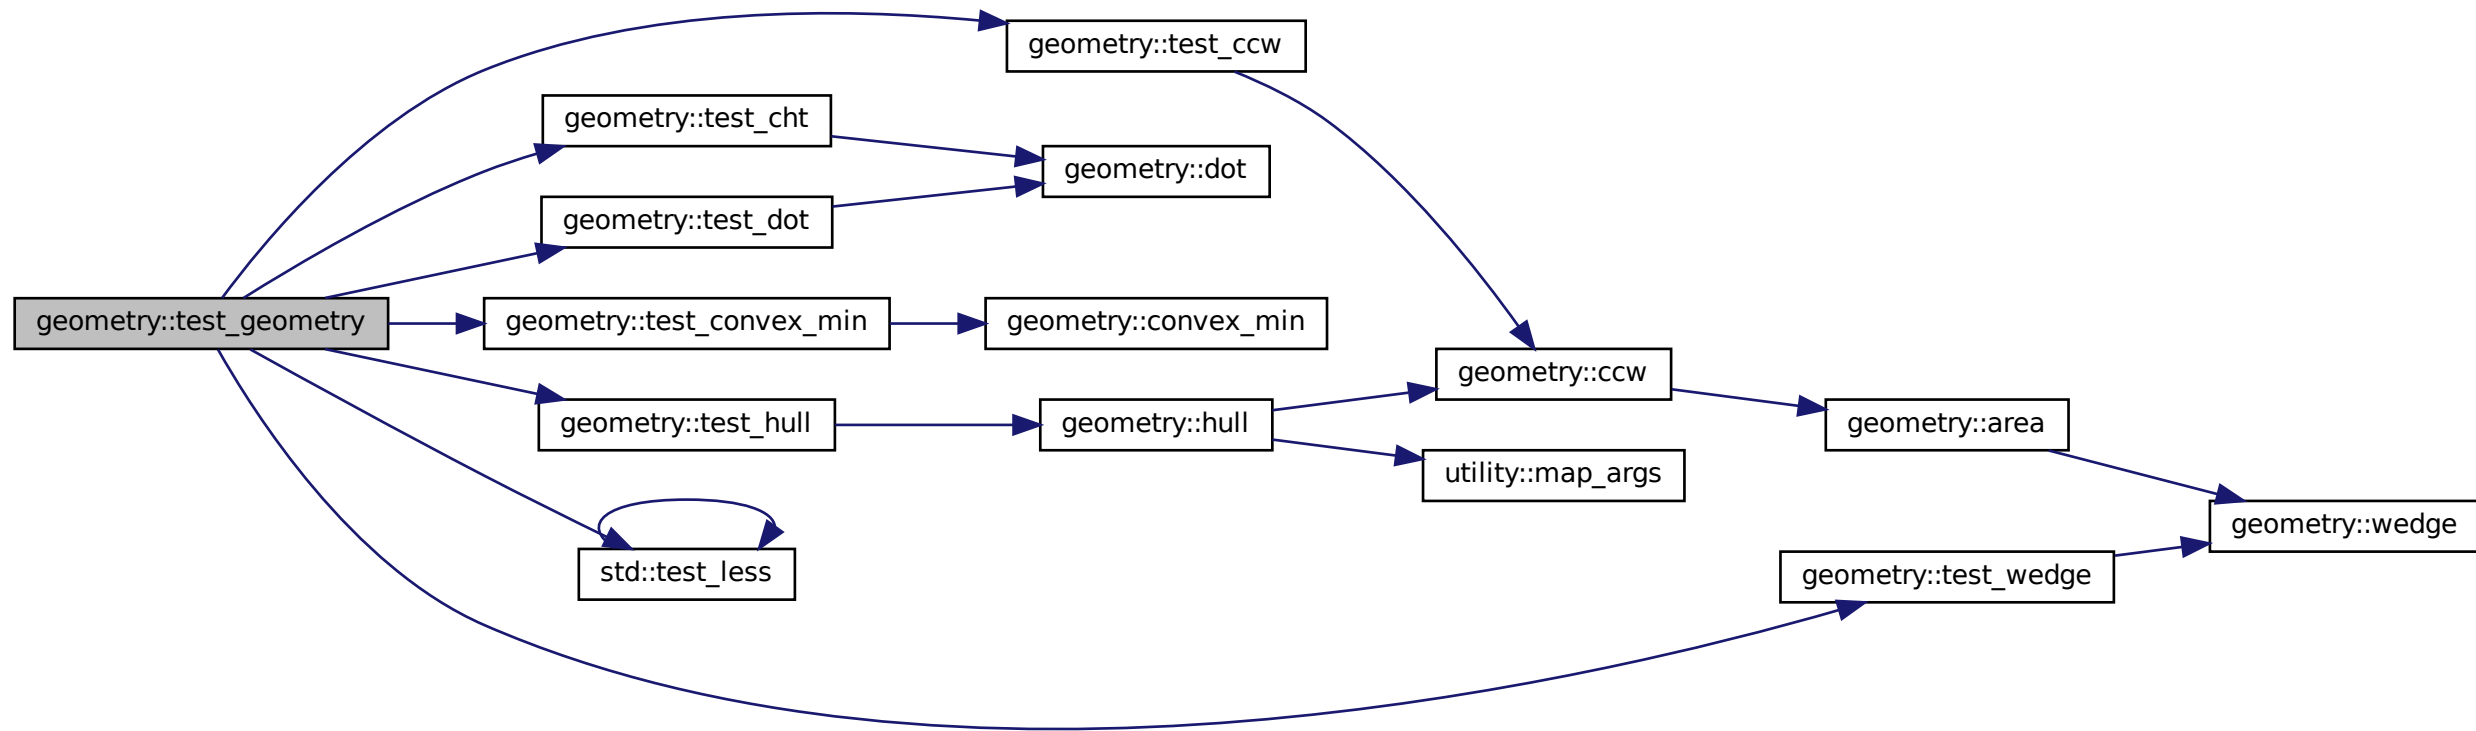 geometry::test_ccw
geometry::test_cht
geometry::dot
geometry::test_dot
geometry::test_geometry
geometry::test_convex_min
geometry::convex_min
geometry::ccw
geometry::test_hull
geometry::hull
geometry::area
utility::map_args
geometry::wedge
std::test_less
geometry::test_wedge